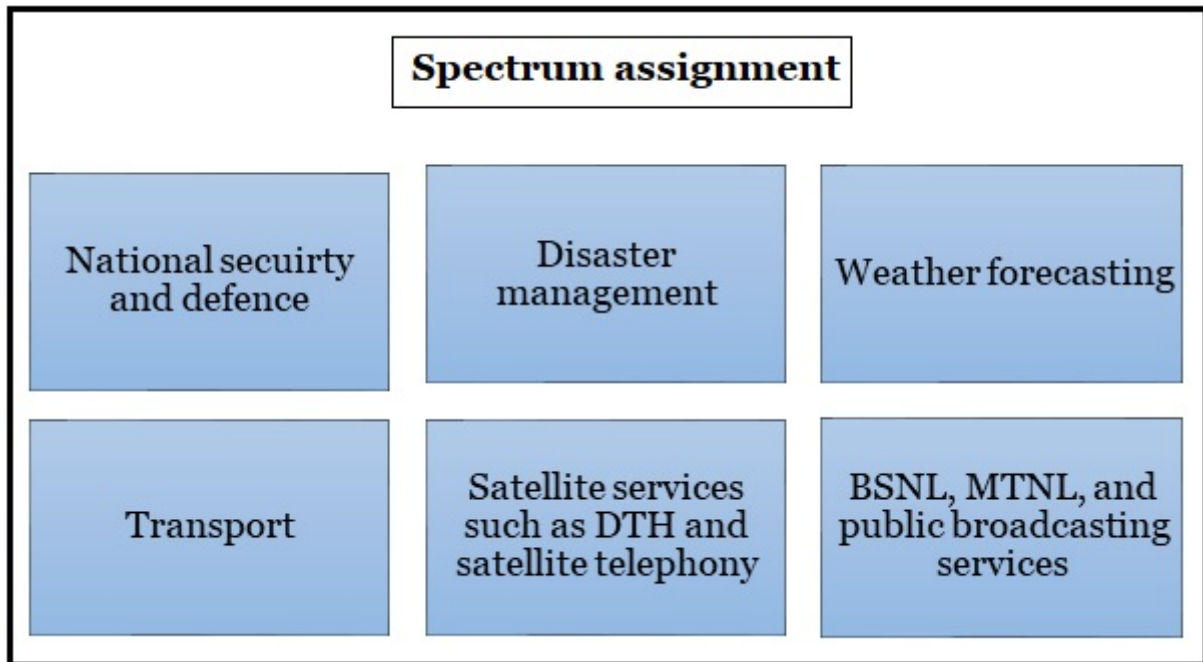 Spectrum assignment
National secuirty
and defence
Disaster
management
Weather forecasting
Transport
Satellite services
such as DTH and
satellite telephony
BSNL, MTNL, and
public broadcasting
services